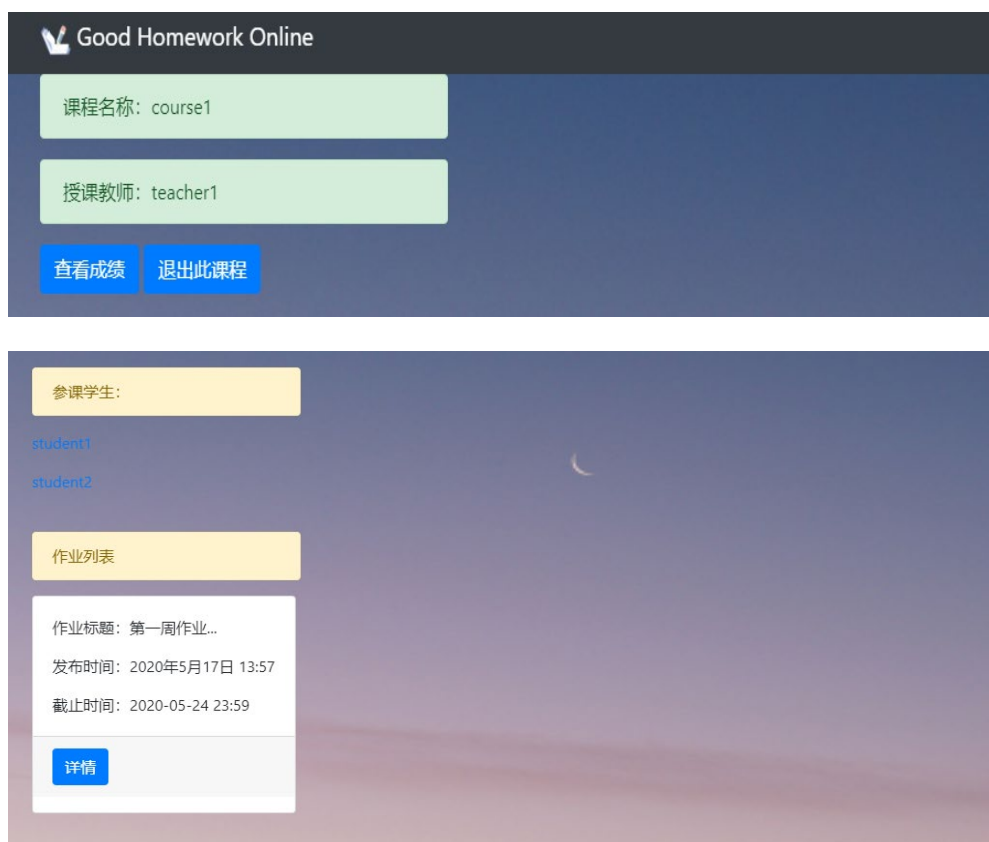 Good Homework Online
课程名称：course1
授课教师：teacher1
查看成绩 退出此课程
参课学生：
student1
student2
作业列表
作业标题：第一周作业...
发布时间：2020年5月17日 13:57
截止时间：2020-05-24 23:59
详情